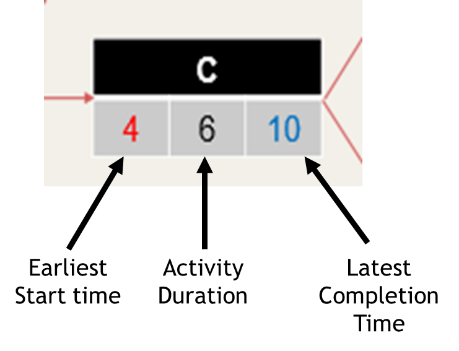 C
4 6 10
Earliest Start time
Activity Duration
Latest Completion Time